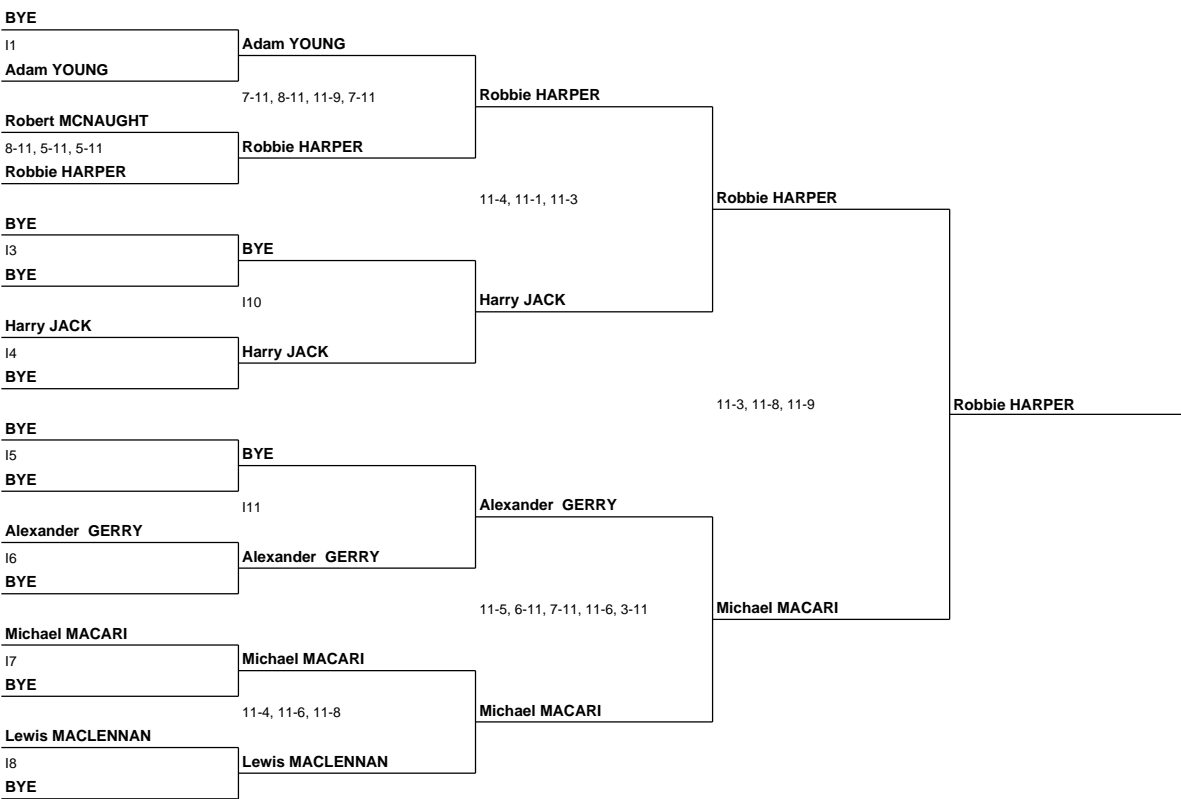 BYE
I1
Adam YOUNG
Adam YOUNG
7-11, 8-11, 11-9, 7-11
Robbie HARPER
Robert MCNAUGHT
8-11, 5-11, 5-11
Robbie HARPER
Robbie HARPER
11-4, 11-1, 11-3
Robbie HARPER
BYE
I3
BYE
BYE
I10
Harry JACK
Harry JACK
I4
Harry JACK
BYE
11-3, 11-8, 11-9
Robbie HARPER
BYE
I5
BYE
BYE
I11
Alexander  GERRY
Alexander  GERRY
I6
Alexander  GERRY
BYE
11-5, 6-11, 7-11, 11-6, 3-11
Michael MACARI
Michael MACARI
I7
Michael MACARI
BYE
11-4, 11-6, 11-8
Michael MACARI
Lewis MACLENNAN
I8
Lewis MACLENNAN
BYE